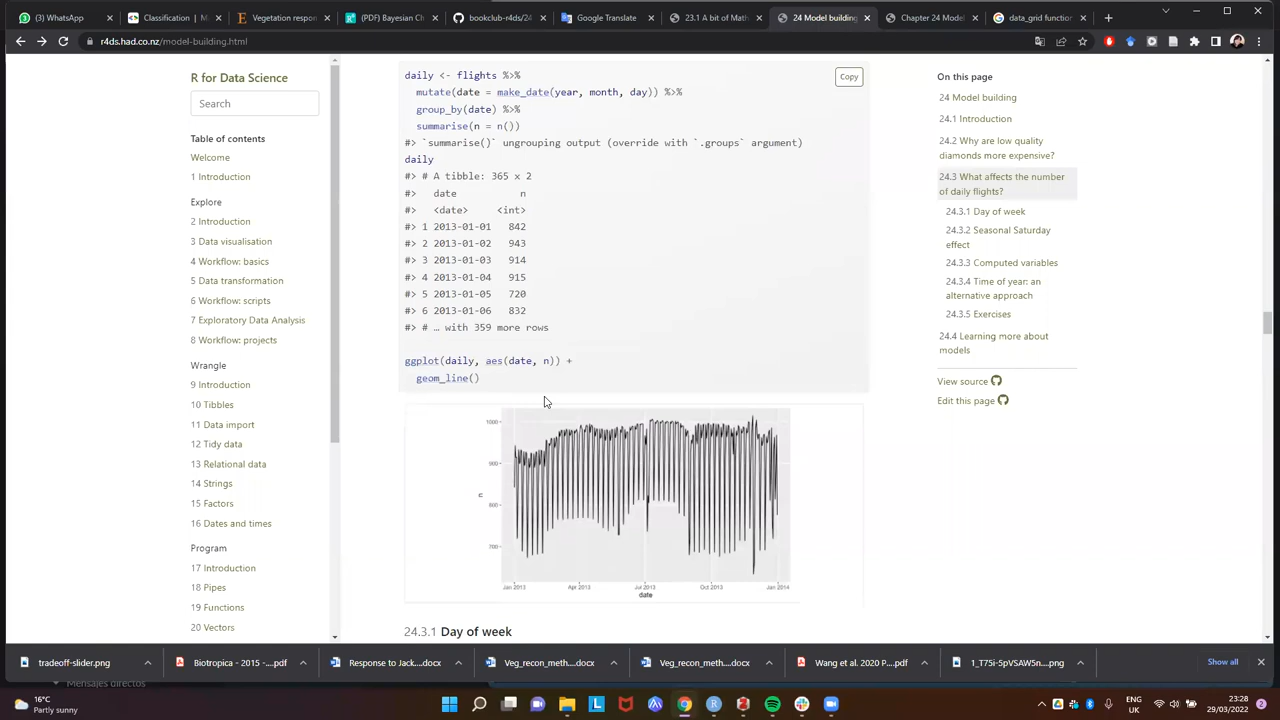 WhatsApp
Classification
Vegetation respon
(PDF) Bayesian Ch
bookclub-r4ds/24
Google Translate
23.1 A bit of Math
24 Model building
Chapter 24 Model
data_grid function
r4ds.had.co.nz/model-building.html
R for Data Science
Search
Table of contents
Welcome
1 Introduction
Explore
2 Introduction
3 Data visualisation
4 Workflow: basics
5 Data transformation
6 Workflow: scripts
7 Exploratory Data Analysis
8 Workflow: projects
Wrangle
9 Introduction
10 Tibbles
11 Data import
12 Tidy data
13 Relational data
14 Strings
15 Factors
16 Dates and times
Program
17 Introduction
18 Pipes
19 Functions
20 Vectors
Copy
daily <- flights %>%
mutate(date = make_date(year, month, day)) %>%
group_by(date) %>%
summarise(n = n())
#> `summarise()` ungrouping output (override with `.groups` argument)
daily
#> # A tibble: 365 x 2
#> date n
#> <date> <int>
#> 1 2013-01-01 842
#> 2 2013-01-02 943
#> 3 2013-01-03 914
#> 4 2013-01-04 915
#> 5 2013-01-05 720
#> 6 2013-01-06 832
#> # … with 359 more rows
ggplot(daily, aes(date, n)) +
geom_line()
1000
900
800
700
n
Jan 2013 Apr 2013 Jul 2013 Oct 2013 Jan 2014
date
24.3.1 Day of week
On this page
24 Model building
24.1 Introduction
24.2 Why are low quality
diamonds more expensive?
24.3 What affects the number
of daily flights?
24.3.1 Day of week
24.3.2 Seasonal Saturday
effect
24.3.3 Computed variables
24.3.4 Time of year: an
alternative approach
24.3.5 Exercises
24.4 Learning more about
models
View source
Edit this page
tradeoff-slider.png
Biotropica - 2015 -....pdf
Response to Jack....docx
Veg_recon_meth....docx
Veg_recon_meth....docx
Wang et al. 2020 P....pdf
1_T75i-5pVSAW5n....png
Show all
Mensajes directos
16°C
Partly sunny
ENG
UK
23:28
29/03/2022